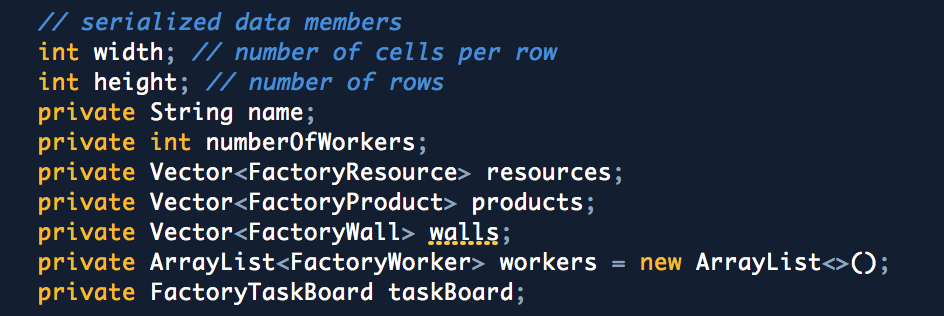 // serialized data members
int width; // number of cells per row
int height; // number of rows
private String name;
private int numberOfWorkers;
private Vector<FactoryResource> resources;
private Vector<FactoryProduct> products;
private Vector<FactoryWall> walls;
private ArrayList<FactoryWorker> workers = new ArrayList<>();
private FactoryTaskBoard taskBoard;